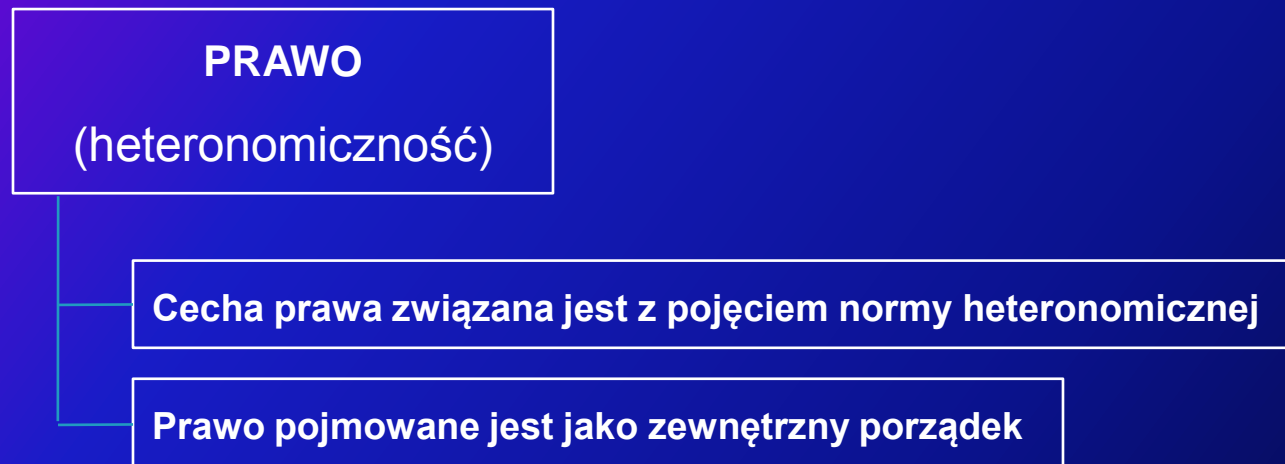 PRAWO
(heteronomiczność)
Cecha prawa związana jest z pojęciem normy heteronomicznej
Prawo pojmowane jest jako zewnętrzny porządek